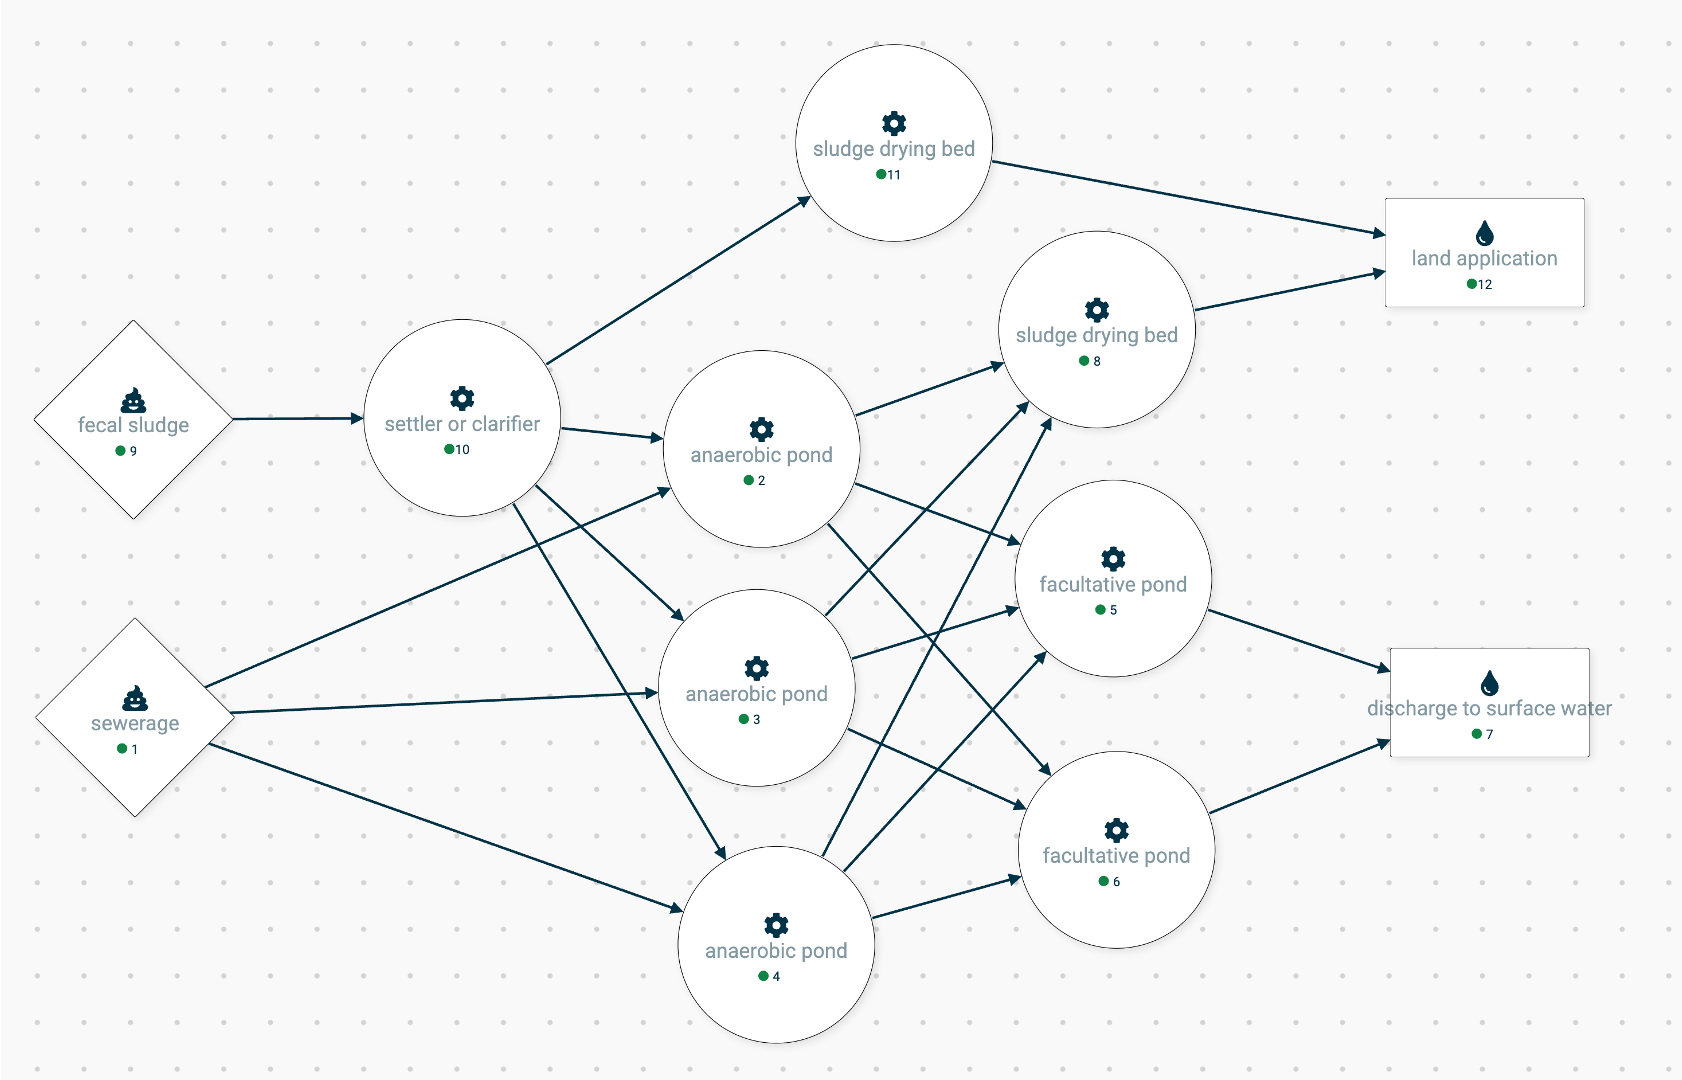 sludge drying bed
11
land application
12
sludge drying bed
8
fecal sludge
9
settler or clarifier
10
anaerobic pond
2
facultative pond
5
sewerage
1
anaerobic pond
3
discharge to surface water
7
facultative pond
6
anaerobic pond
4